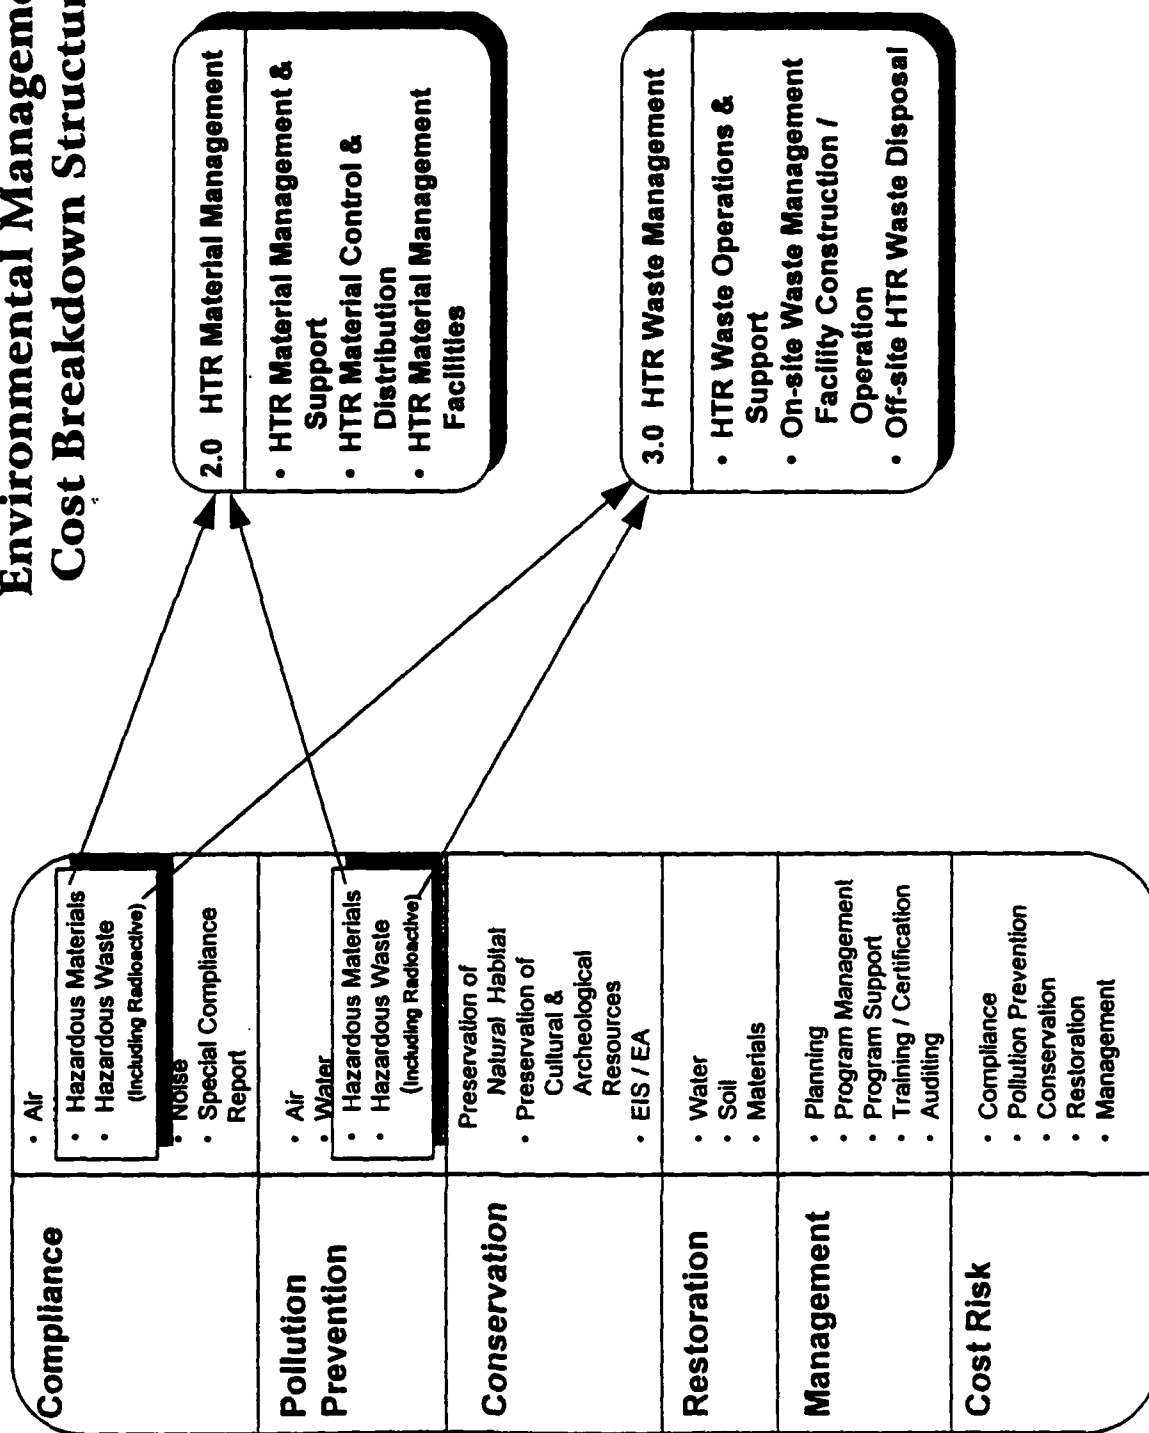 Environmental Manageme
Cost Breakdown Structu
Compliance
• Air
• Hazardous Materials
• Hazardous Waste
(Including Radioactive)
• Noise
• Special Compliance
Report
Pollution
Prevention
• Air
• Water
• Hazardous Materials
• Hazardous Waste
(Including Radioactive)
Conservation
Preservation of
Natural Habitat
• Preservation of
Cultural &
Archeological
Resources
• EIS / EA
Restoration
• Water
• Soil
• Materials
Management
• Planning
• Program Management
• Program Support
• Training / Certification
• Auditing
Cost Risk
• Compliance
• Pollution Prevention
• Conservation
• Restoration
• Management
2.0 HTR Material Management
• HTR Material Management &
Support
• HTR Material Control &
Distribution
• HTR Material Management
Facilities
3.0 HTR Waste Management
• HTR Waste Operations &
Support
• On-site Waste Management
Facility Construction /
Operation
• Off-site HTR Waste Disposal